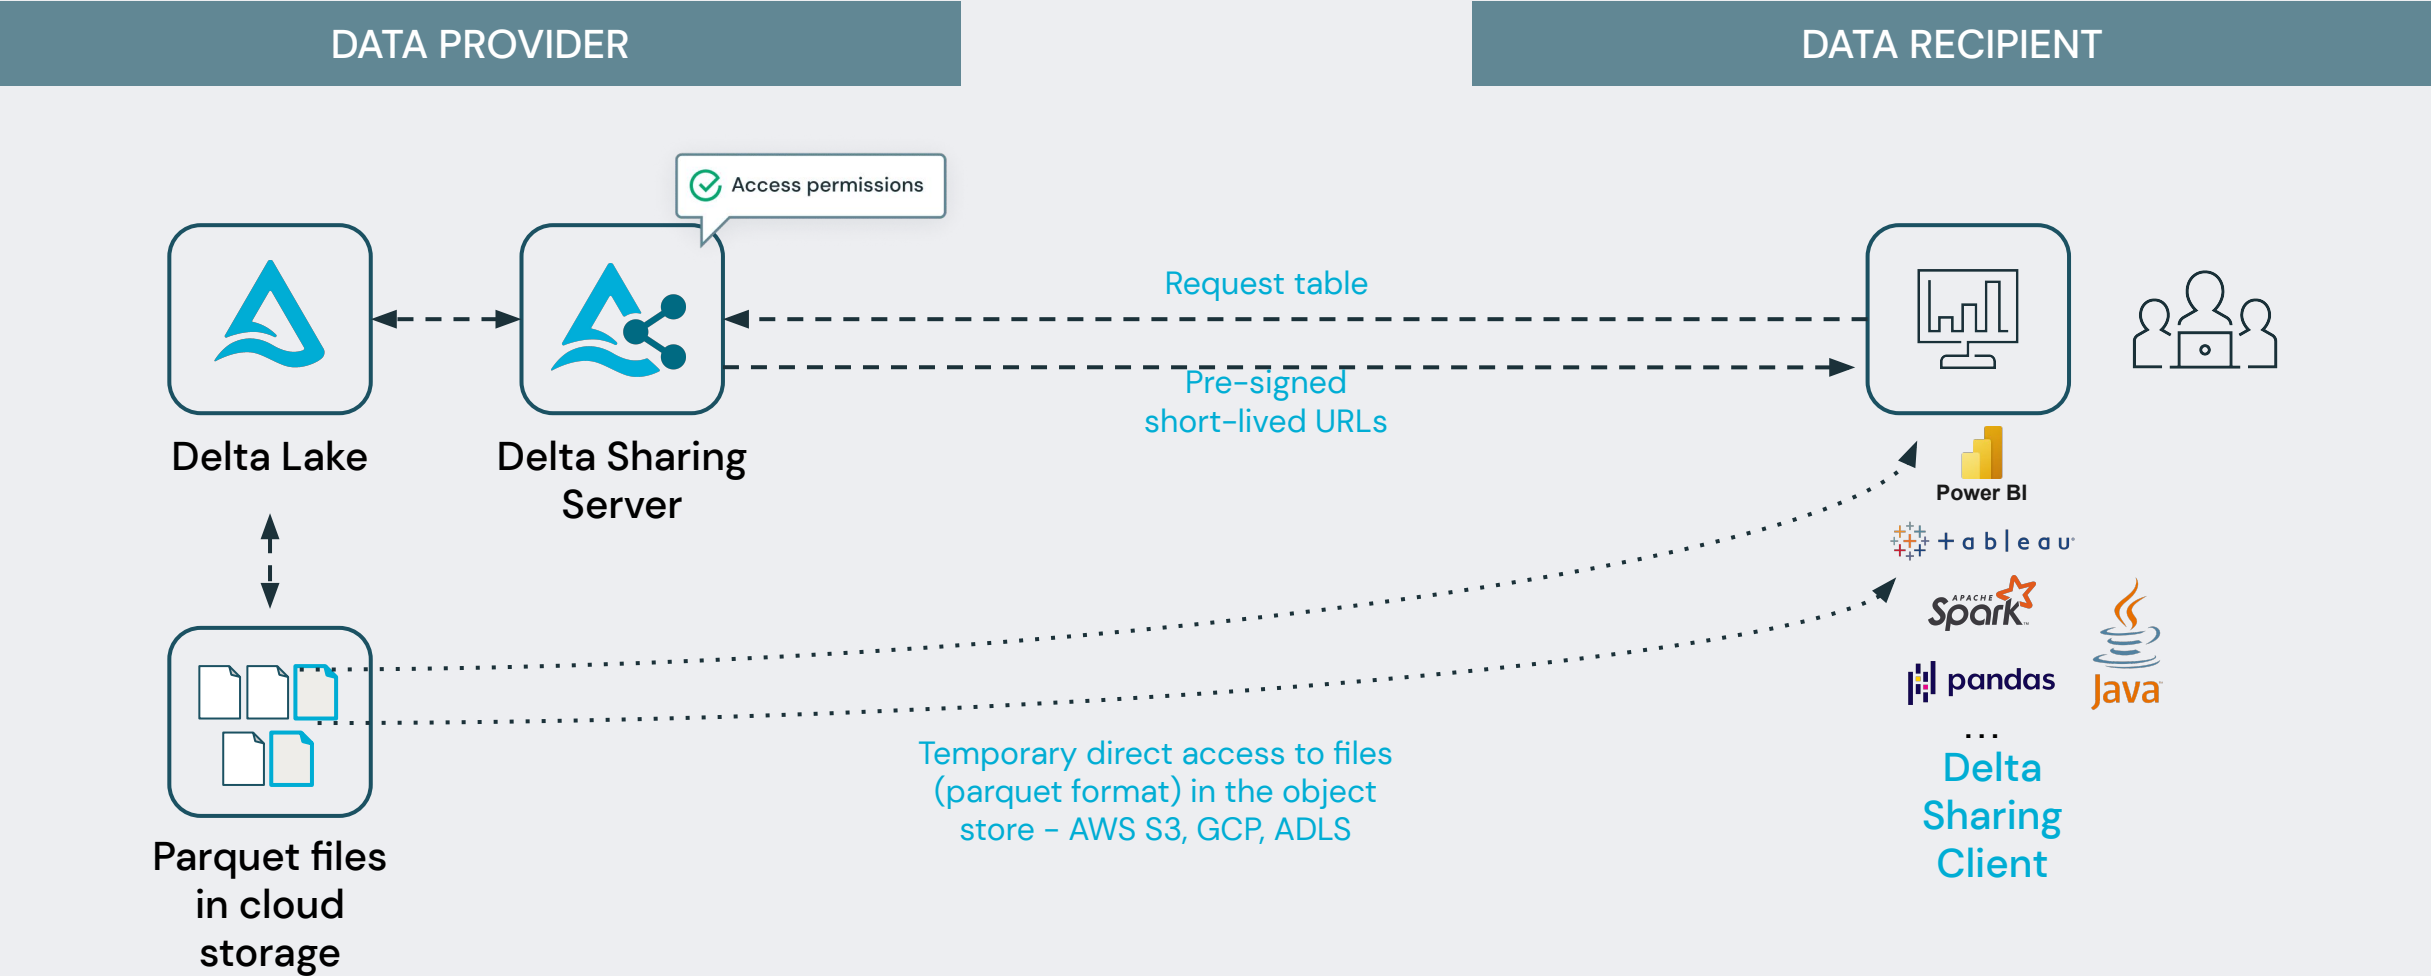 DATA PROVIDER
DATA RECIPIENT
Access permissions
Request table
Pre-signed
short-lived URLs
Delta Lake
Delta Sharing
Server
Power BI
+ableau
APACHE
Spark
pandas
Java
...
Temporary direct access to files
(parquet format) in the object
store - AWS S3, GCP, ADLS
Delta
Sharing
Client
Parquet files
in cloud
storage